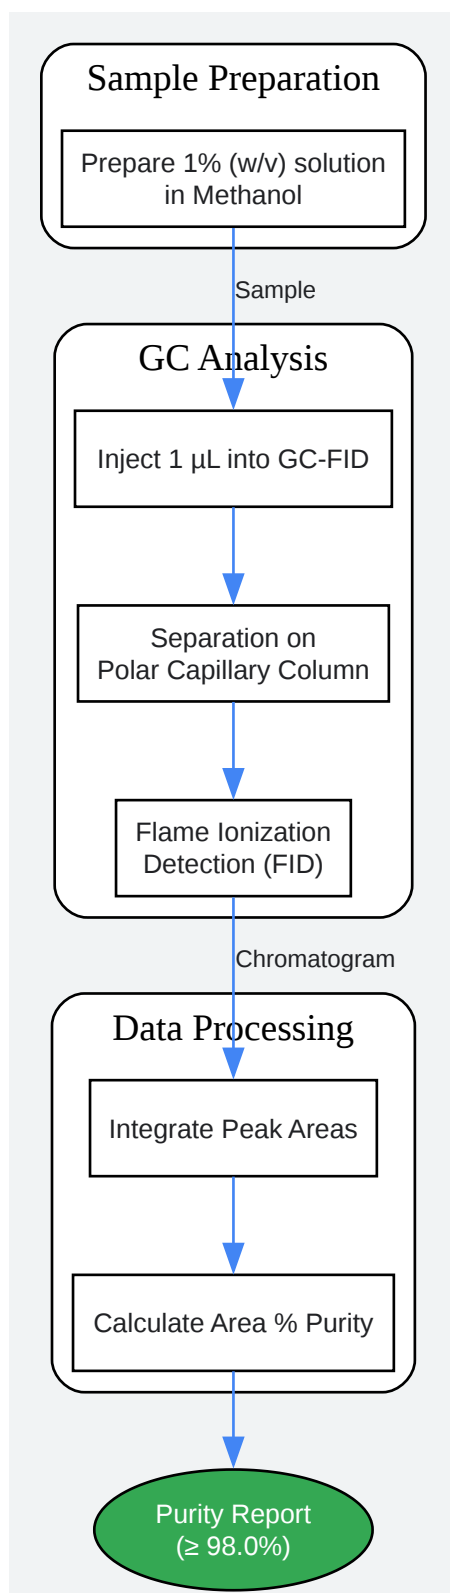 Sample Preparation
Prepare 1% (w/v) solution
in Methanol
Sample
GC Analysis
Inject 1 µL into GC-FID
Separation on
Polar Capillary Column
Flame Ionization
Detection (FID)
Chromatogram
Data Processing
Integrate Peak Areas
Calculate Area % Purity
Purity Report
(≥ 98.0%)